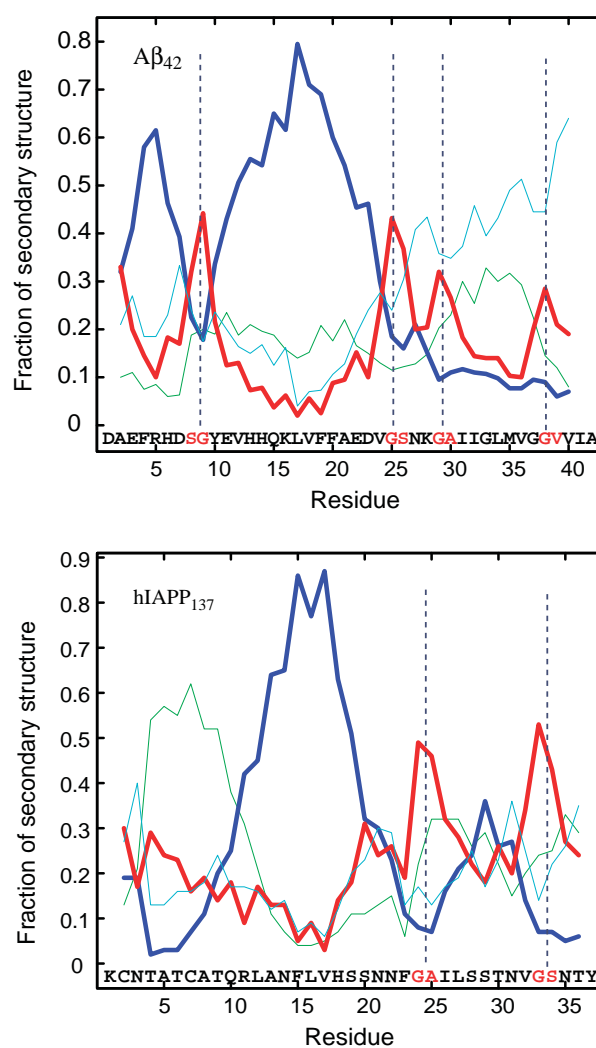 0.8
Aβ42
0.7
0.6
0.5
0.4
0.3
0.2
0.1
0
Fraction of secondary structure
DAEFRHDSGYEVHHQKLVFFAEDVGSNKGAIIGLMVGGVVIA
5 10 15 20 25 30 35 40
Residue
0.9
0.8
hIAPP137
0.7
0.6
0.5
0.4
0.3
0.2
0.1
0
Fraction of secondary structure
KCNTATCATQRLANFLVHSSNNFGAILSSTNVGSNTY
5 10 15 20 25 30 35
Residue